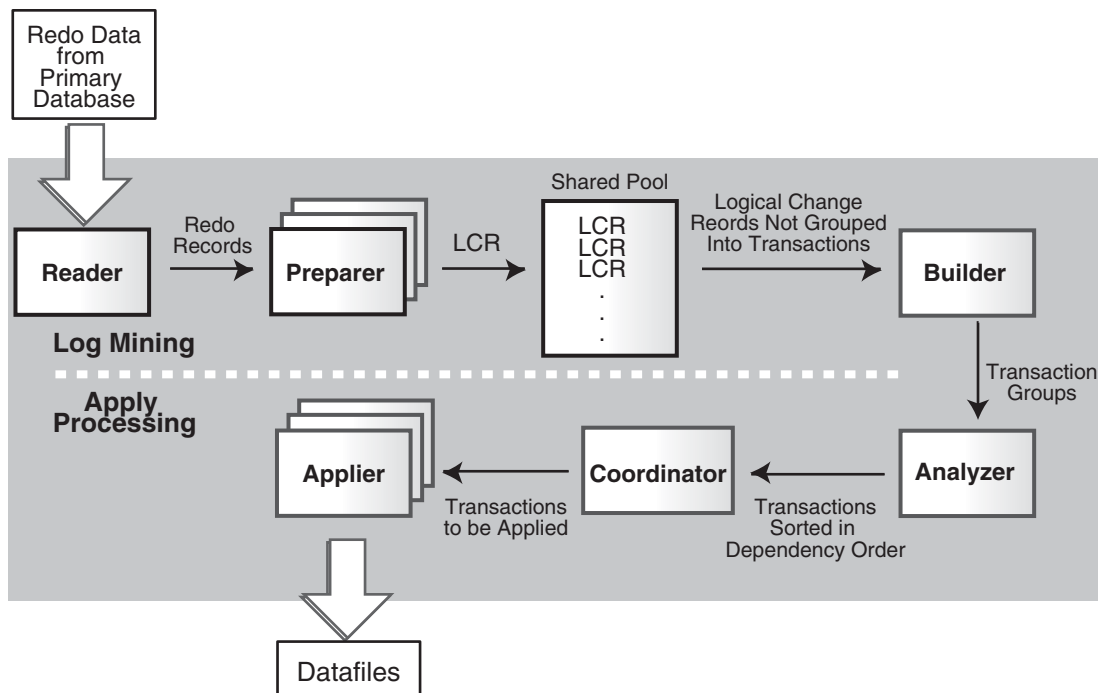 Redo Data
from
Primary
Database
Shared Pool
Redo
Records
LCR
LCR
LCR
LCR
.
.
.
Logical Change
Reords Not Grouped
Into Transactions
Reader
Preparer
Builder
Log Mining
Transaction
Groups
Apply
Processing
Applier
Coordinator
Analyzer
Transactions
to be Applied
Transactions
Sorted in
Dependency Order
Datafiles